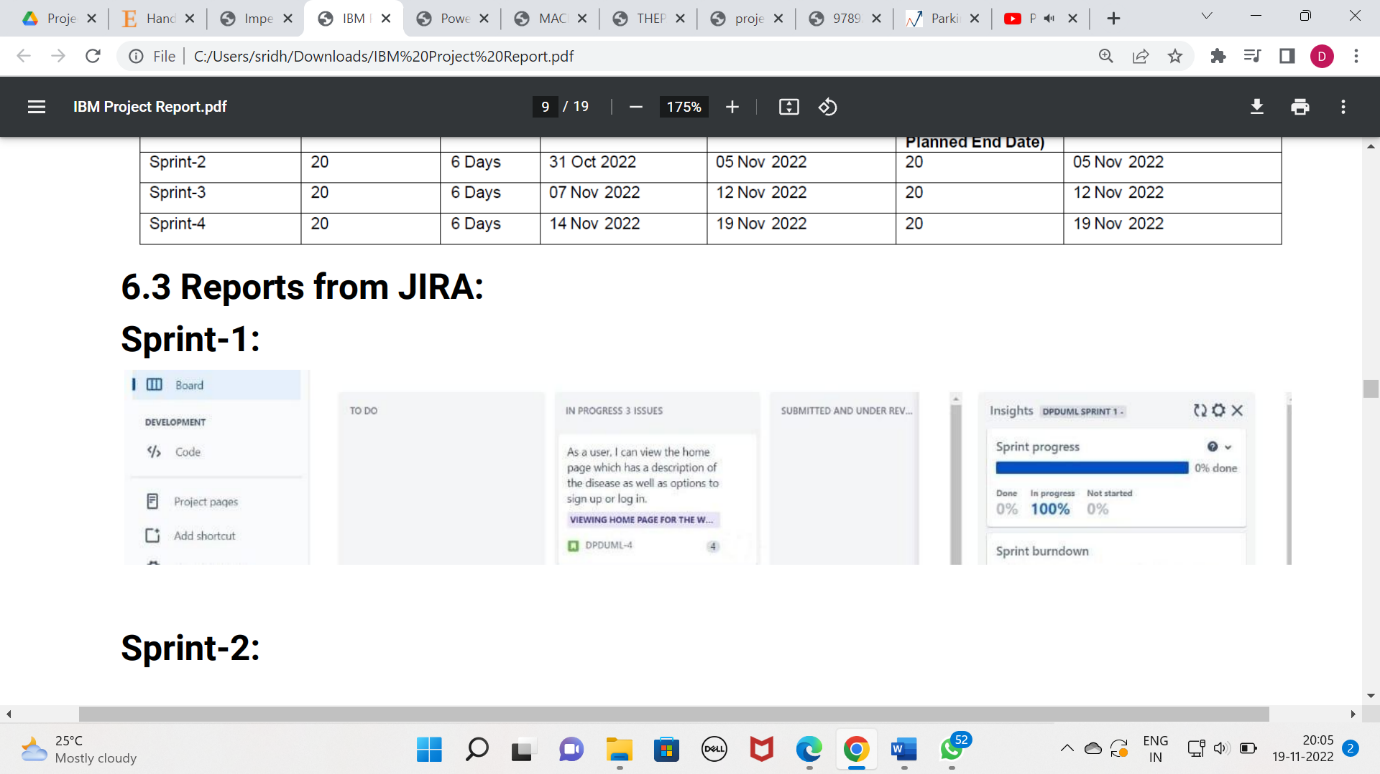 Proje
E Hand
Impe
IBM
Powe
MAC
THEF
proje
9789
Parki
P
File C:/Users/sridh/Downloads/IBM%20Project%20Report.pdf
D
IBM Project Report.pdf
9 / 19
175%
Planned End Date)
Sprint-2 20 6 Days 31 Oct 2022 05 Nov 2022 20 05 Nov 2022
Sprint-3 20 6 Days 07 Nov 2022 12 Nov 2022 20 12 Nov 2022
Sprint-4 20 6 Days 14 Nov 2022 19 Nov 2022 20 19 Nov 2022
6.3 Reports from JIRA:
Sprint-1:
Board
DEVELOPMENT
Code
Project pages
Add shortcut
TO DO
IN PROGRESS 3 ISSUES
As a user, I can view the home
page which has a description of
the disease as well as options to
sign up or log in.
VIEWING HOME PAGE FOR THE W...
DPDUML-4 4
SUBMITTED AND UNDER REV...
Insights DPDUML SPRINT 1 -
Sprint progress
0% done
Done In progress Not started
0% 100% 0%
Sprint burndown
Sprint-2:
25°C
Mostly cloudy
DELL
W
52
ENG
IN
20:05
19-11-2022
2